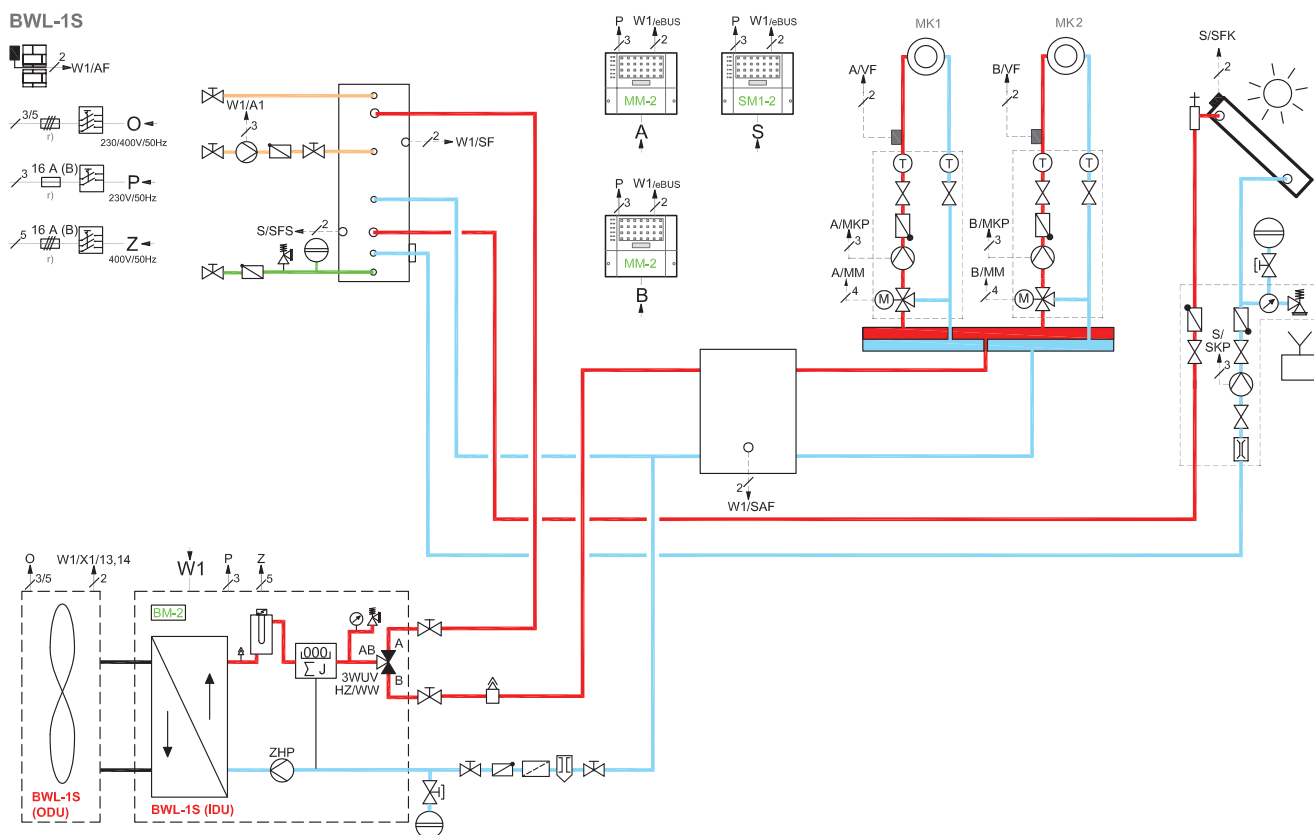 BWL-1S
2
W1/AF
3/5
r)
O
230/400V/50Hz
16 A (B)
3
r)
P
230V/50Hz
16 A (B)
5
r)
Z
400V/50Hz
W1/A1
3
2
W1/SF
S/SFS
2
P
W1/eBUS
3
2
MM-2
A
P
W1/eBUS
3
2
SM1-2
S
P
W1/eBUS
3
2
MM-2
B
MK1
A/VF
2
T
T
A/MKP
3
A/MM
4
M
MK2
B/VF
2
T
T
B/MKP
3
B/MM
4
M
S/SFK
2
S/
SKP
3
2
W1/SAF
O
3/5
W1/X1/13,14
2
W1
P
3
Z
5
BM-2
000
Σ J
AB
A
B
3WUV
HZ/WW
ZHP
BWL-1S
(ODU)
BWL-1S (IDU)